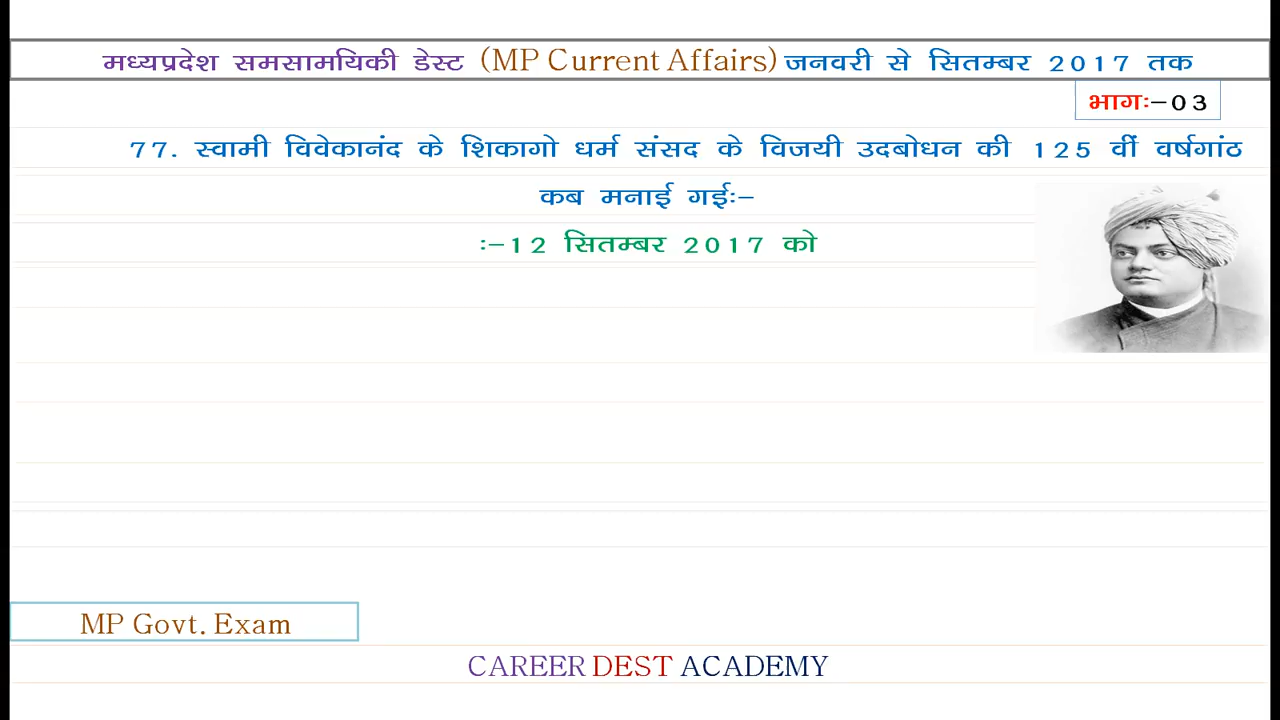 मध्यप्रदेश समसामयिकी डेस्ट (MP Current Affairs) जनवरी से सितम्बर 2017 तक
भागः-03
77. स्वामी विवेकानंद के शिकागो धर्म संसद के विजयी उदबोधन की 125 वीं वर्षगांठ
कब मनाई गईः-
ः-12 सितम्बर 2017 को
MP Govt. Exam
CAREER DEST ACADEMY